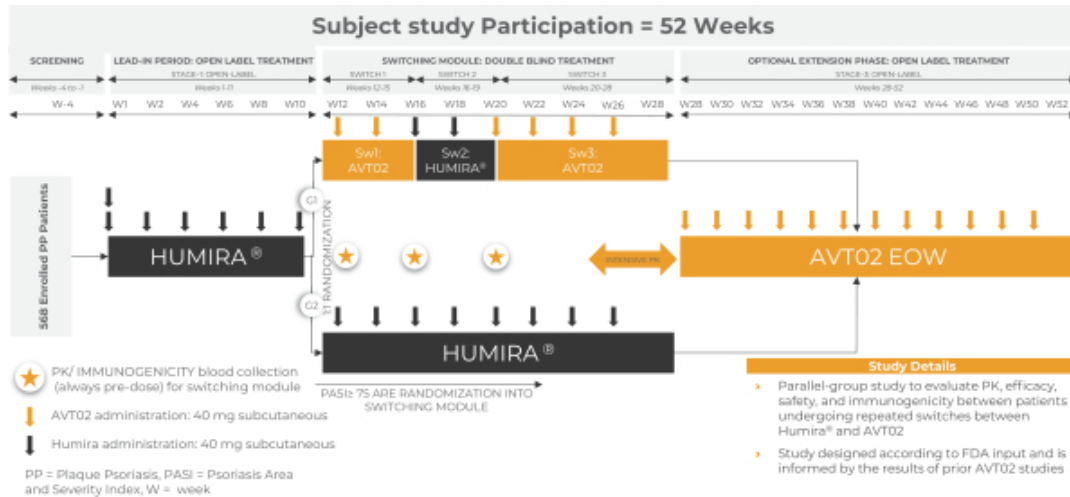 Subject study Participation = 52 Weeks
SCREENING
LEAD-IN PERIOD: OPEN LABEL TREATMENT
SWITCHING MODULE: DOUBLE BLIND TREATMENT
OPTIONAL EXTENSION PHASE: OPEN LABEL TREATMENT
STAGE-1: OPEN-LABEL
SWITCH 1
SWITCH 2
SWITCH 3
STAGE-3: OPEN-LABEL
Weeks -4 to -1
Weeks 1-11
Weeks 12-15
Weeks 16-19
Weeks 20-28
Weeks 28-52
W-4
W1 W2 W4 W6 W8 W10
W12 W14 W16 W18 W20 W22 W24 W26 W28
W28 W30 W32 W34 W36 W38 W40 W42 W44 W46 W48 W50 W52
Sw1:
AVT02
Sw2:
HUMIRA®
Sw3:
AVT02
568 Enrolled PP Patients
HUMIRA®
G1
1:1 RANDOMIZATION
G2
INTENSIVE PK
AVT02 EOW
HUMIRA®
PASI≥ 75 ARE RANDOMIZATION INTO
SWITCHING MODULE
PK/ IMMUNOGENICITY blood collection
(always pre-dose) for switching module
AVT02 administration: 40 mg subcutaneous
Humira administration: 40 mg subcutaneous
PP = Plaque Psoriasis, PASI = Psoriasis Area
and Severity Index, W = week
Study Details
› Parallel-group study to evaluate PK, efficacy,
safety, and immunogenicity between patients
undergoing repeated switches between
Humira® and AVT02
› Study designed according to FDA input and is
informed by the results of prior AVT02 studies